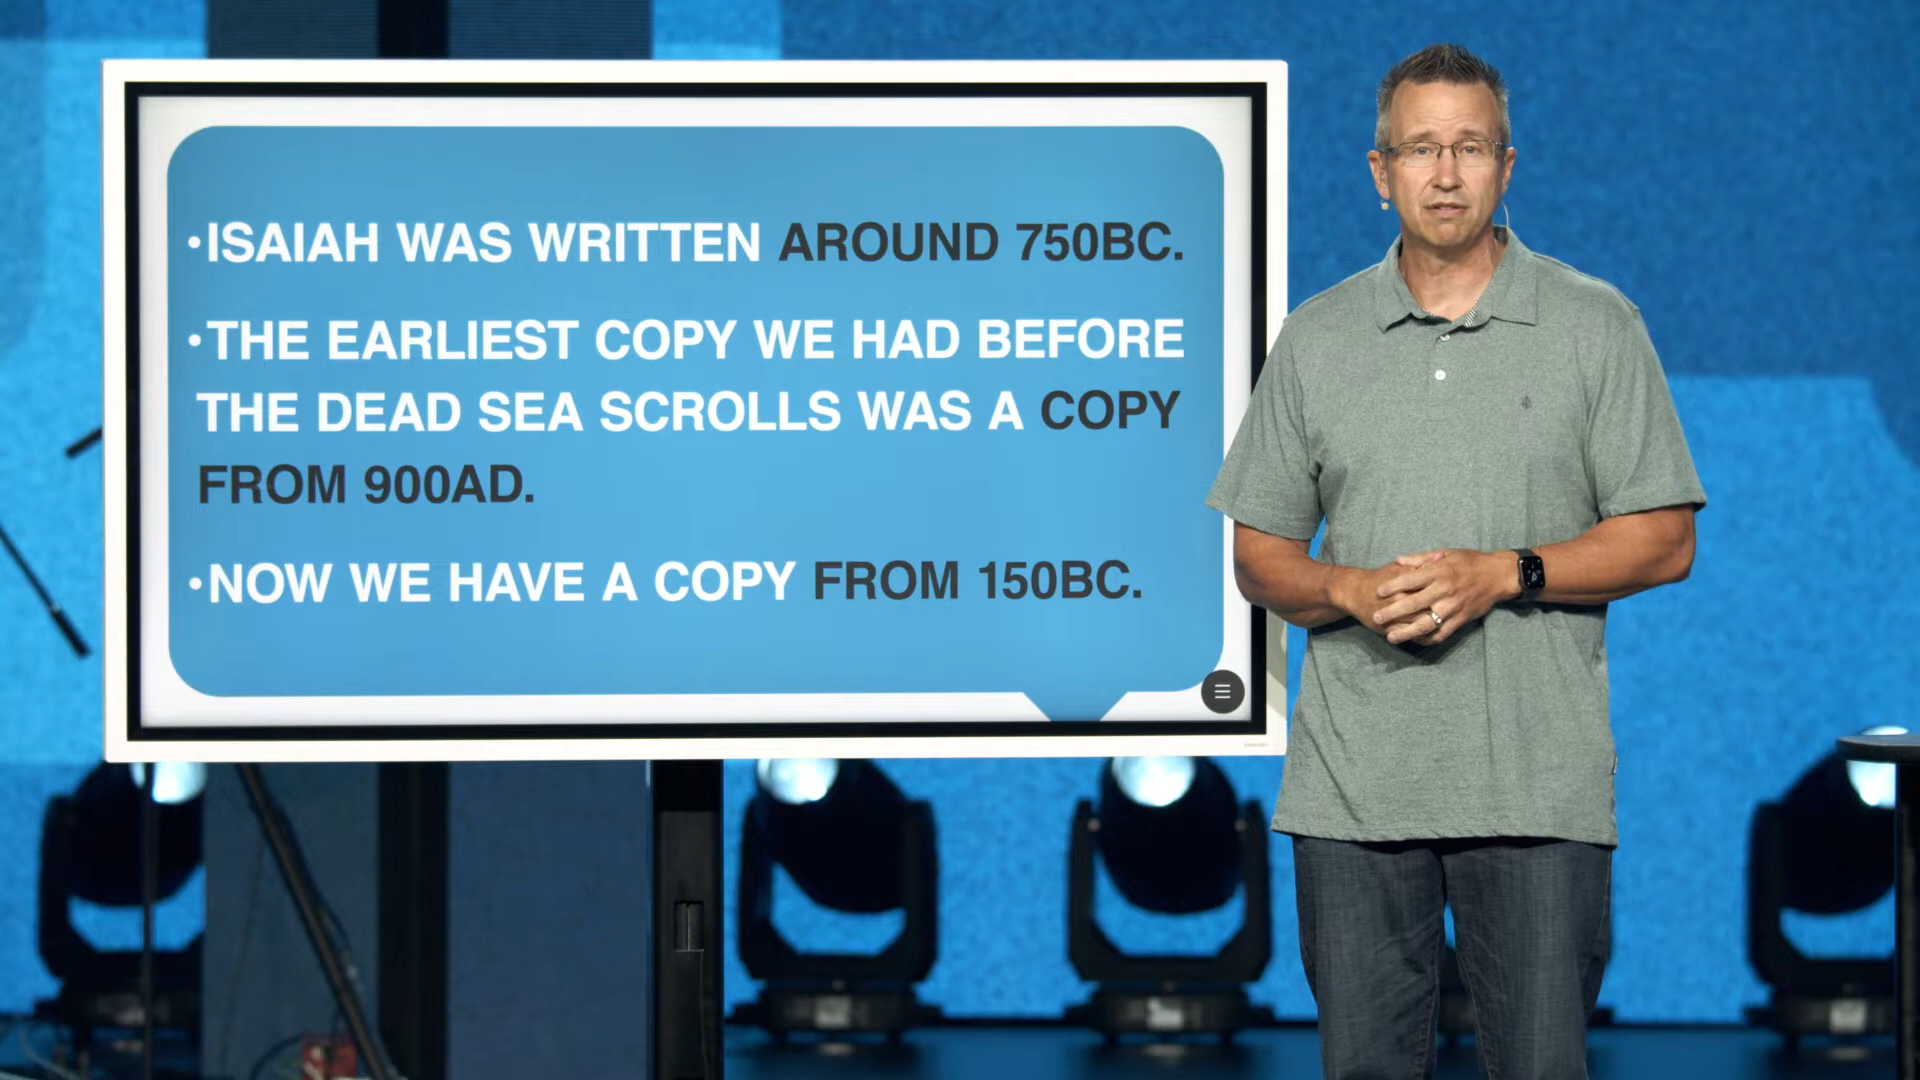 •ISAIAH WAS WRITTEN AROUND 750BC.
•THE EARLIEST COPY WE HAD BEFORE
THE DEAD SEA SCROLLS WAS A COPY
FROM 900AD.
•NOW WE HAVE A COPY FROM 150BC.